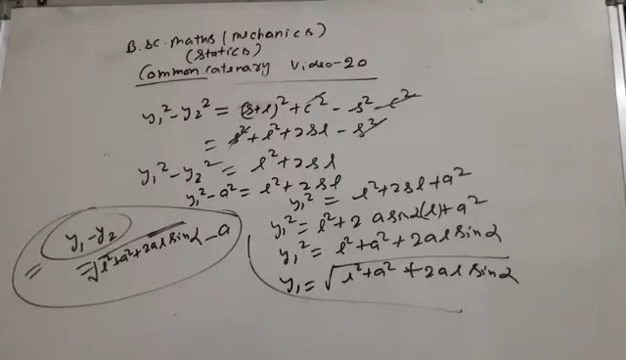 B.Sc. Maths (Mechanics)
(Statics)
Common Catenary Video-20
y₁² - y₂² = (s+l)² + c² - s² - c²
= s² + l² + 2sl - s²
y₁² - y₂² = l² + 2sl
y₁² - a² = l² + 2sl
y₁² = l² + 2sl + a²
y₁² = l² + 2 a sin α (l) + a²
y₁² = l² + a² + 2al sin α
y₁ = √l² + a² + 2al sin α
y₁ - y₂
= = √l² + a² + 2al sin α - a